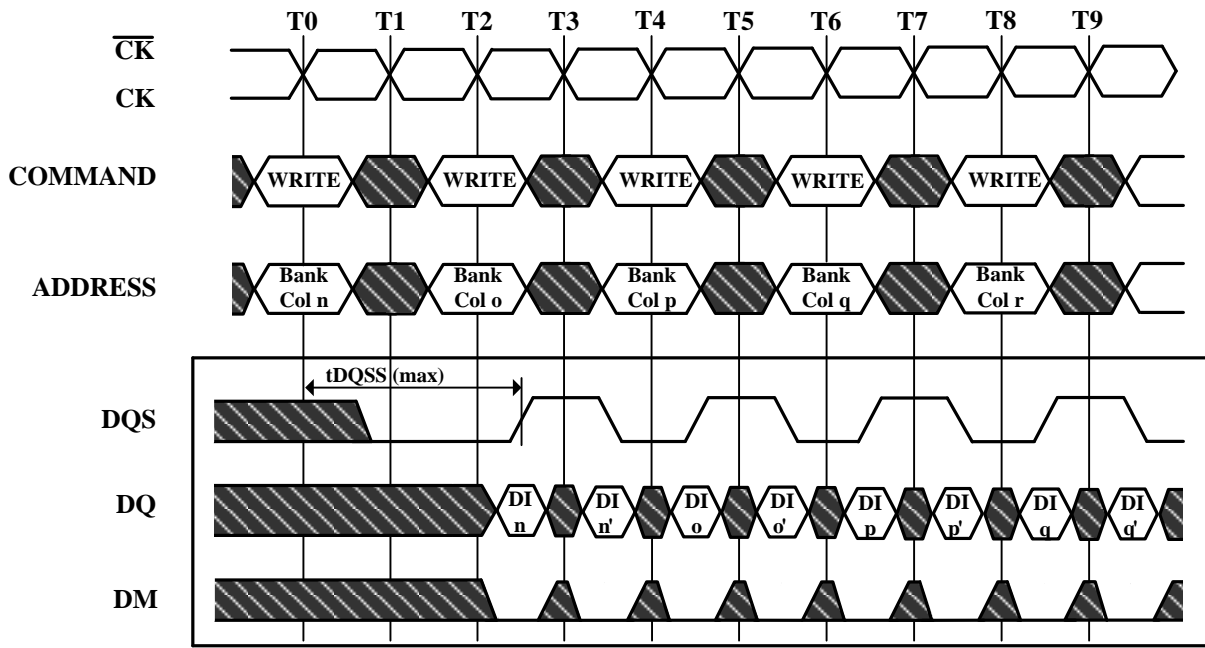 T0 T1 T2 T3 T4 T5 T6 T7 T8 T9
C̅K̅
CK
COMMAND WRITE WRITE WRITE WRITE WRITE
ADDRESS
Bank Bank Bank Bank Bank
Col n Col o Col p Col q Col r
tDQSS (max)
DQS
DQ
DI DI DI DI DI DI DI DI
n n' o o' p p' q q'
DM